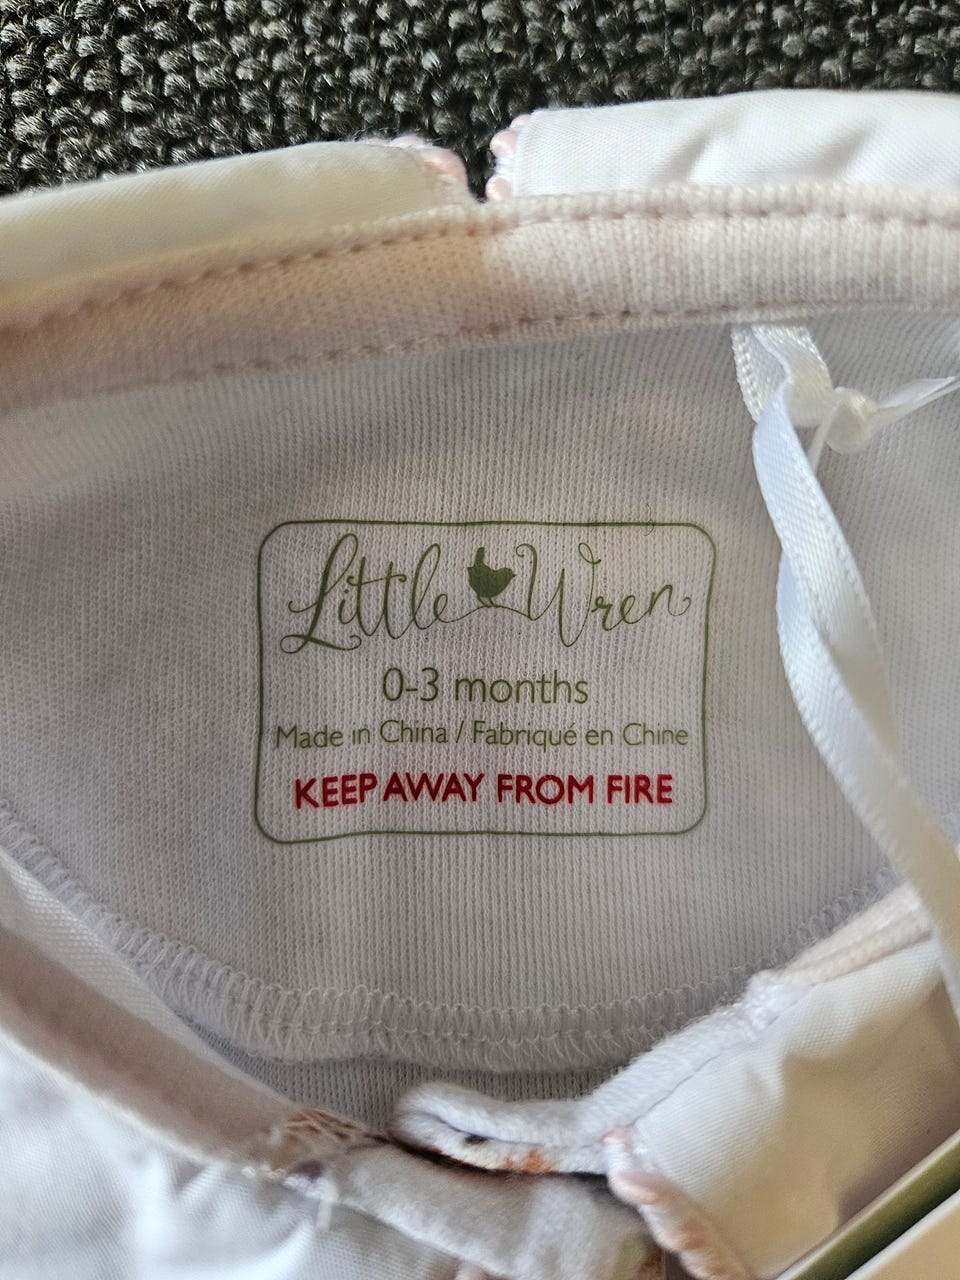 Little Wren
0-3 months
Made in China / Fabriqué en Chine
KEEP AWAY FROM FIRE